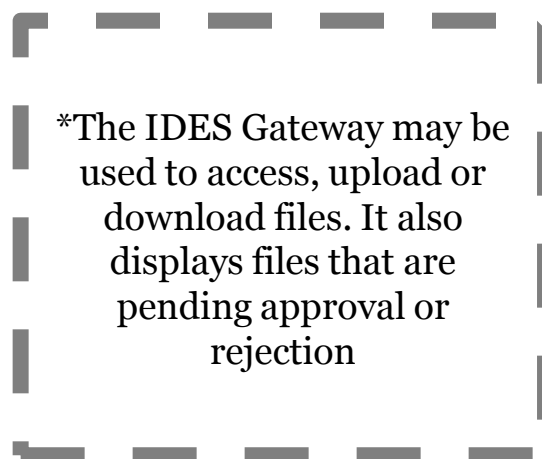 *The IDES Gateway may be
used to access, upload or
download files. It also
displays files that are
pending approval or
rejection